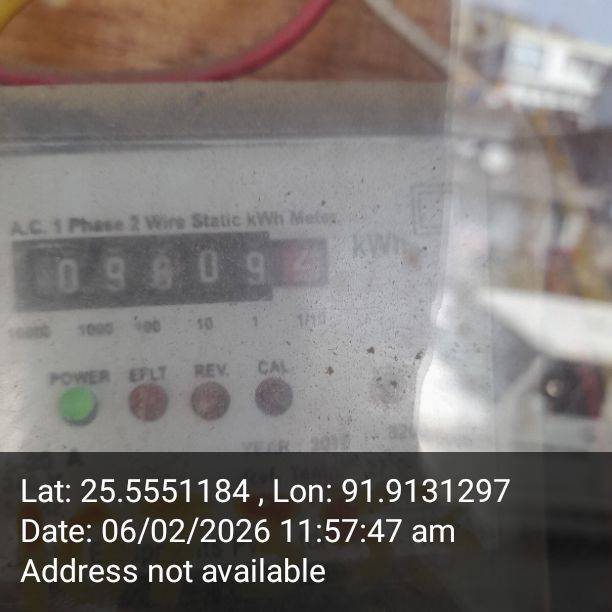 A.C. 1 Phase 2 Wire Static kWh Meter
kWh
10000 1000 100 10 1 1/10
POWER EFLT REV. CAL
YEAR
Lat: 25.5551184 , Lon: 91.9131297
Date: 06/02/2026 11:57:47 am
Address not available